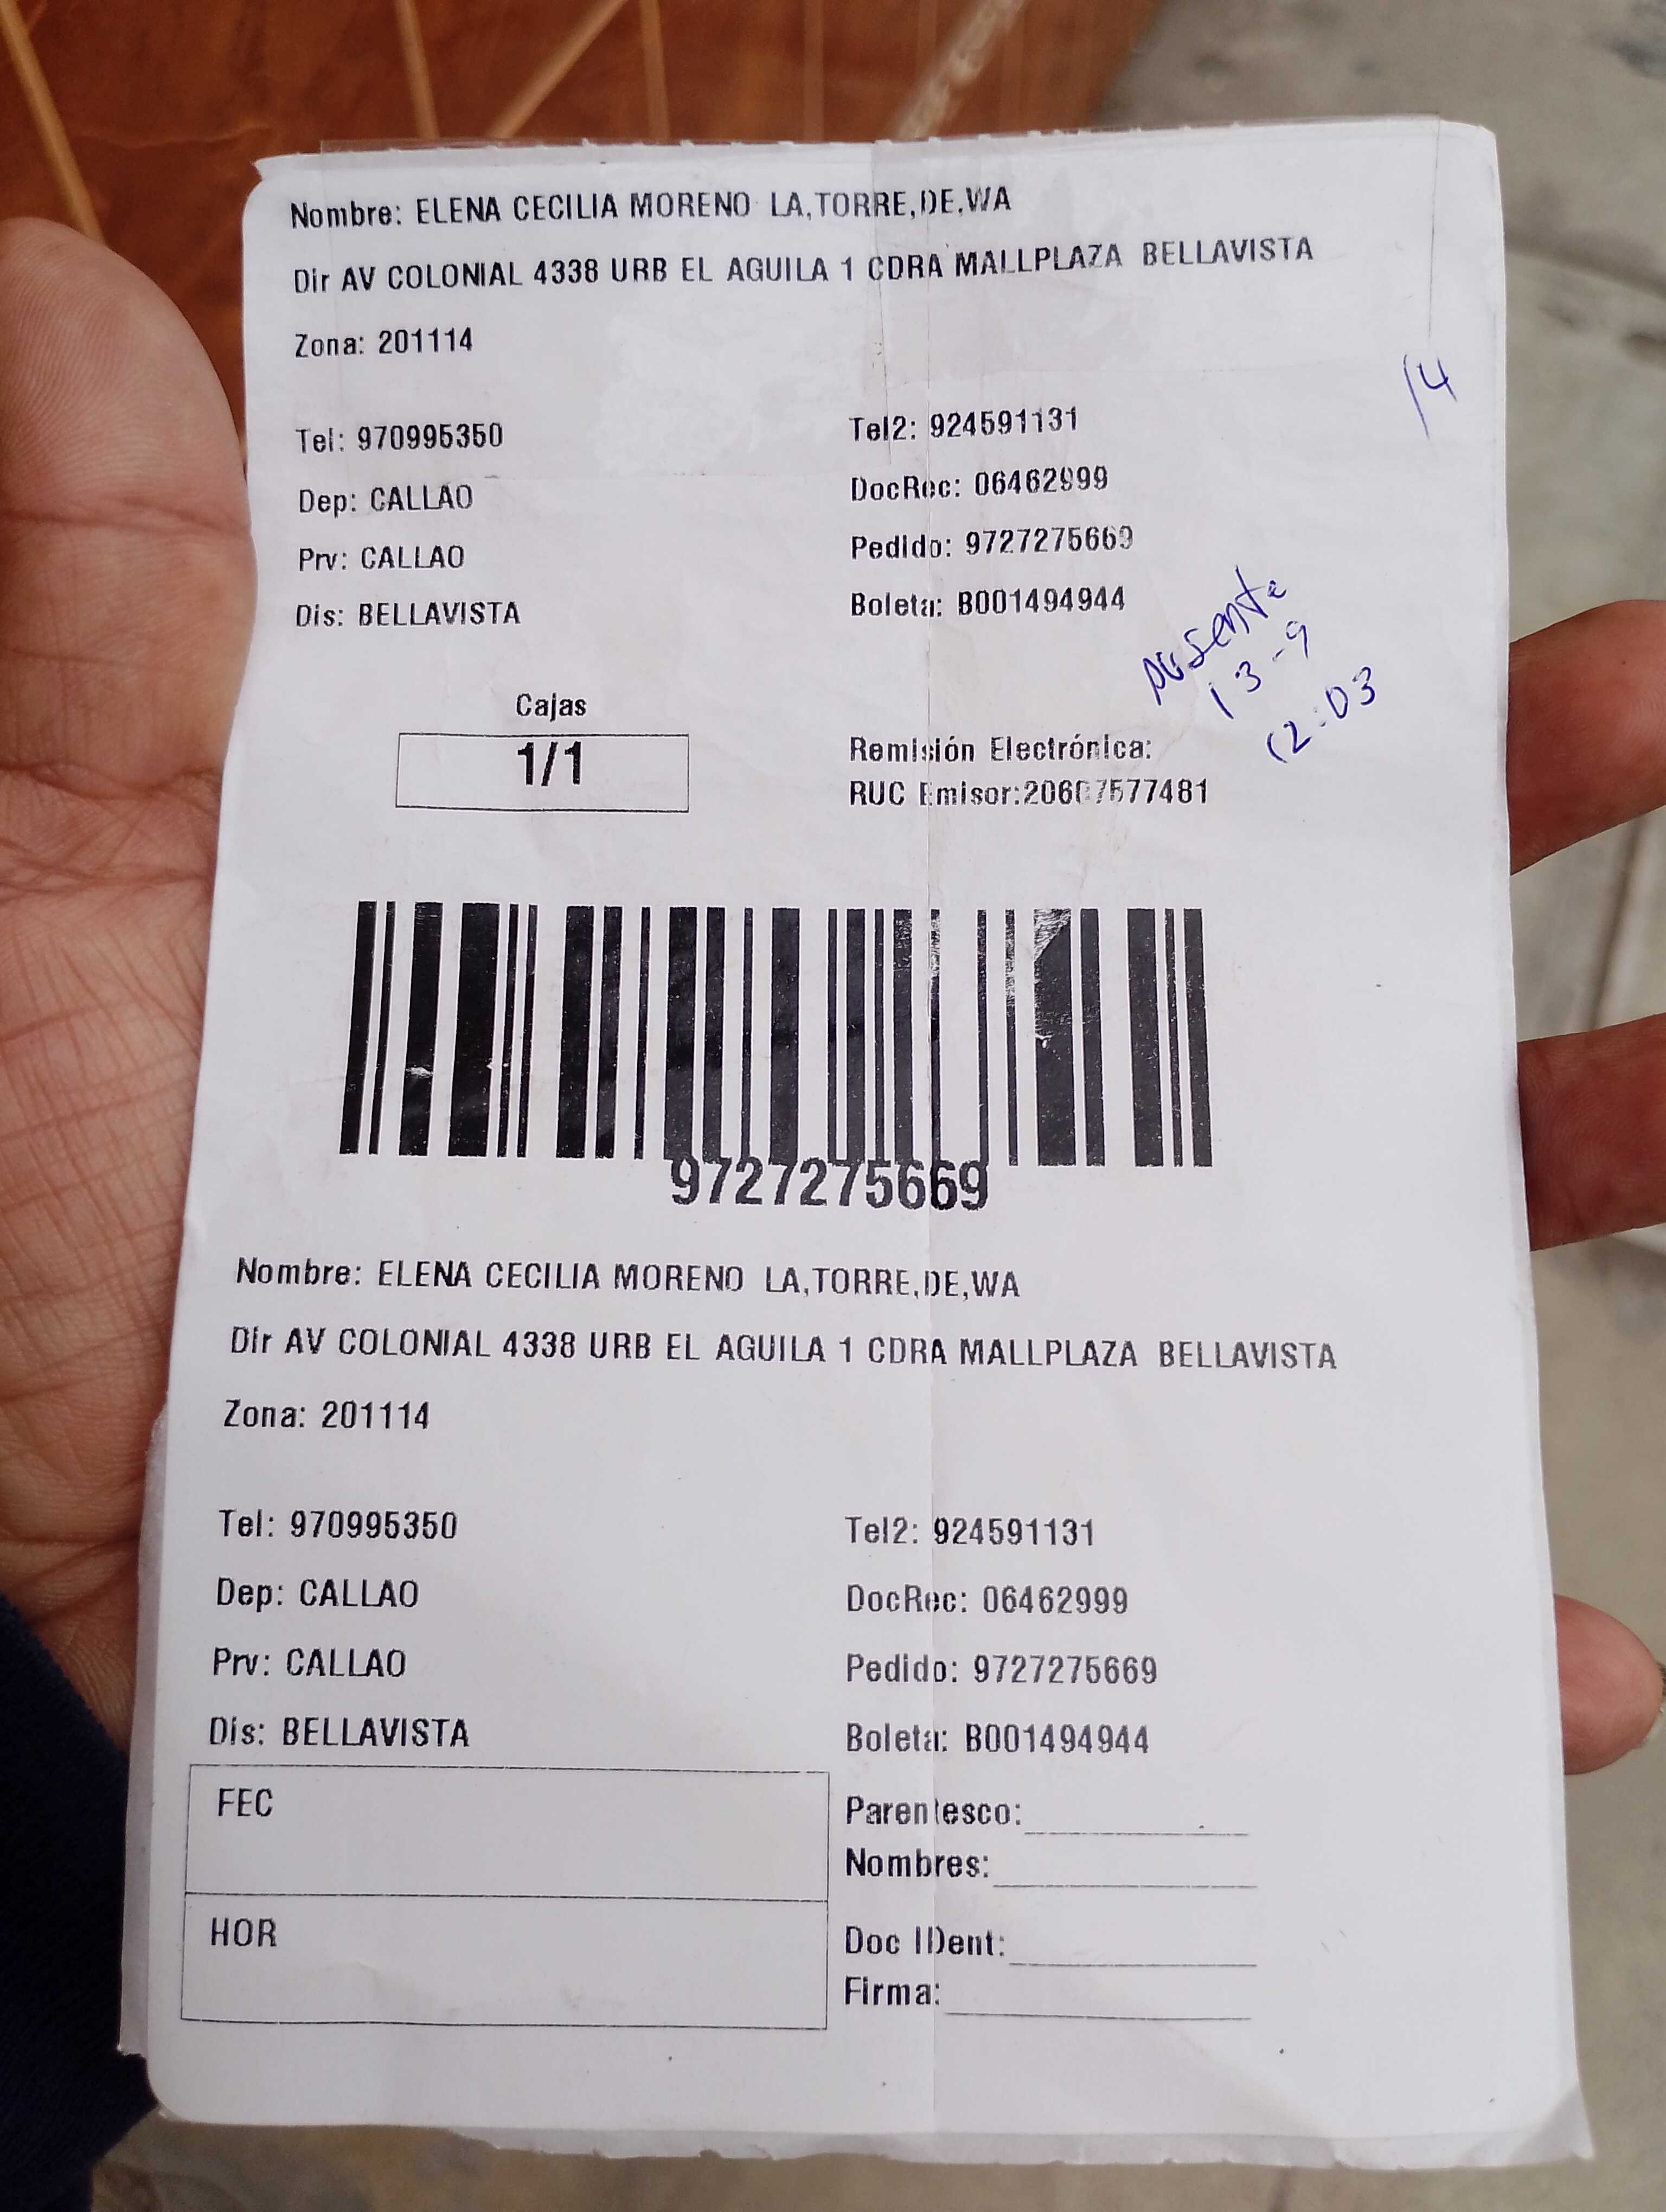 Nombre: ELENA CECILIA MORENO LA,TORRE,DE,WA
Dir AV COLONIAL 4338 URB EL AGUILA 1 CDRA MALLPLAZA BELLAVISTA
Zona: 201114
14
Tel: 970995350 Tel2: 924591131
Dep: CALLAO DocRec: 06462999
Prv: CALLAO Pedido: 9727275669
Dis: BELLAVISTA Boleta: B001494944
Ausente
13-9
12:03
Cajas
1/1
Remisión Electrónica:
RUC Emisor:20607577481
9727275669
Nombre: ELENA CECILIA MORENO LA,TORRE,DE,WA
Dir AV COLONIAL 4338 URB EL AGUILA 1 CDRA MALLPLAZA BELLAVISTA
Zona: 201114
Tel: 970995350 Tel2: 924591131
Dep: CALLAO DocRec: 06462999
Prv: CALLAO Pedido: 9727275669
Dis: BELLAVISTA Boleta: B001494944
FEC
Parentesco:
Nombres:
HOR
Doc IDent:
Firma: